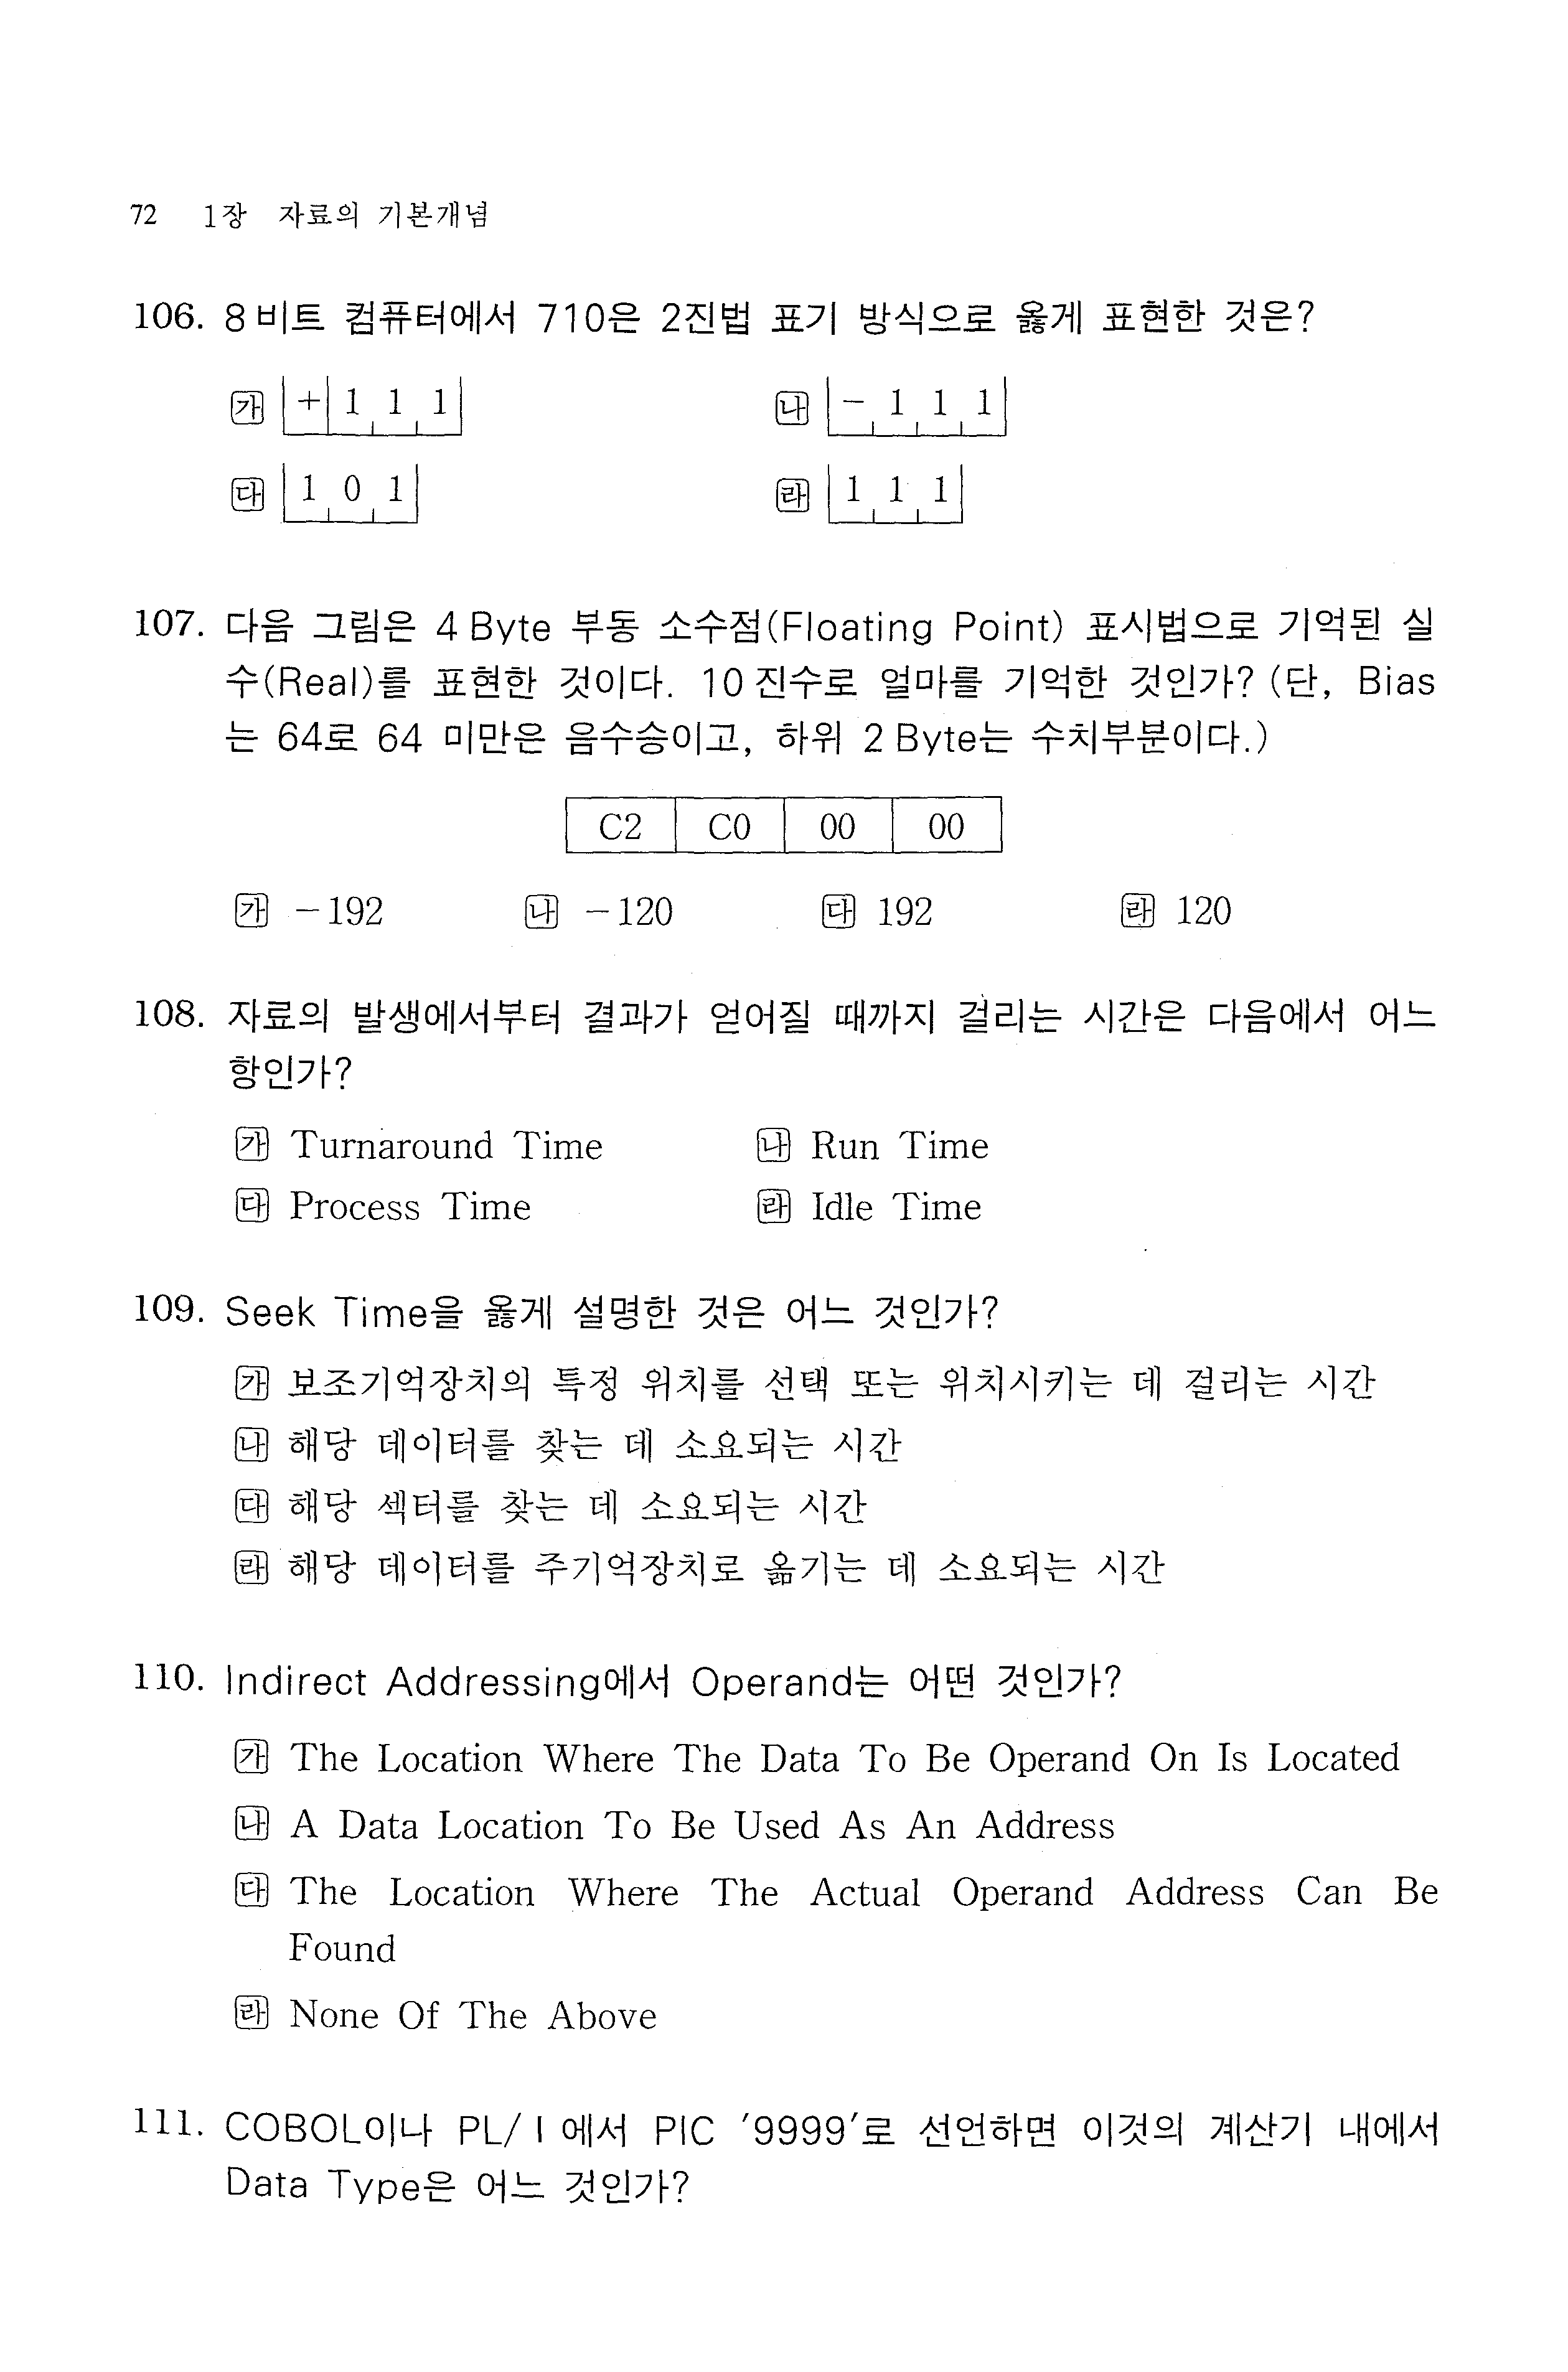 72 1장 자료의 기본개념
106. 8비트 컴퓨터에서 710은 2진법 표기 방식으로 옳게 표현한 것은?
㉮ + 1 1 1 ㉯ - 1 1 1
㉰ 1 0 1 ㉱ 1 1 1
107. 다음 그림은 4 Byte 부동 소수점(Floating Point) 표시법으로 기억된 실
수(Real)를 표현한 것이다. 10진수로 얼마를 기억한 것인가? (단, Bias
는 64로 64 미만은 음수승이고, 하위 2 Byte는 수치부분이다.)
C2 C0 00 00
㉮ -192 ㉯ -120 ㉰ 192 ㉱ 120
108. 자료의 발생에서부터 결과가 얻어질 때까지 걸리는 시간은 다음에서 어느
항인가?
㉮ Turnaround Time ㉯ Run Time
㉰ Process Time ㉱ Idle Time
109. Seek Time을 옳게 설명한 것은 어느 것인가?
㉮ 보조기억장치의 특정 위치를 선택 또는 위치시키는 데 걸리는 시간
㉯ 해당 데이터를 찾는 데 소요되는 시간
㉰ 해당 섹터를 찾는 데 소요되는 시간
㉱ 해당 데이터를 주기억장치로 옮기는 데 소요되는 시간
110. Indirect Addressing에서 Operand는 어떤 것인가?
㉮ The Location Where The Data To Be Operand On Is Located
㉯ A Data Location To Be Used As An Address
㉰ The Location Where The Actual Operand Address Can Be
Found
㉱ None Of The Above
111. COBOL이나 PL/Ⅰ에서 PIC '9999'로 선언하면 이것의 계산기 내에서
Data Type은 어느 것인가?